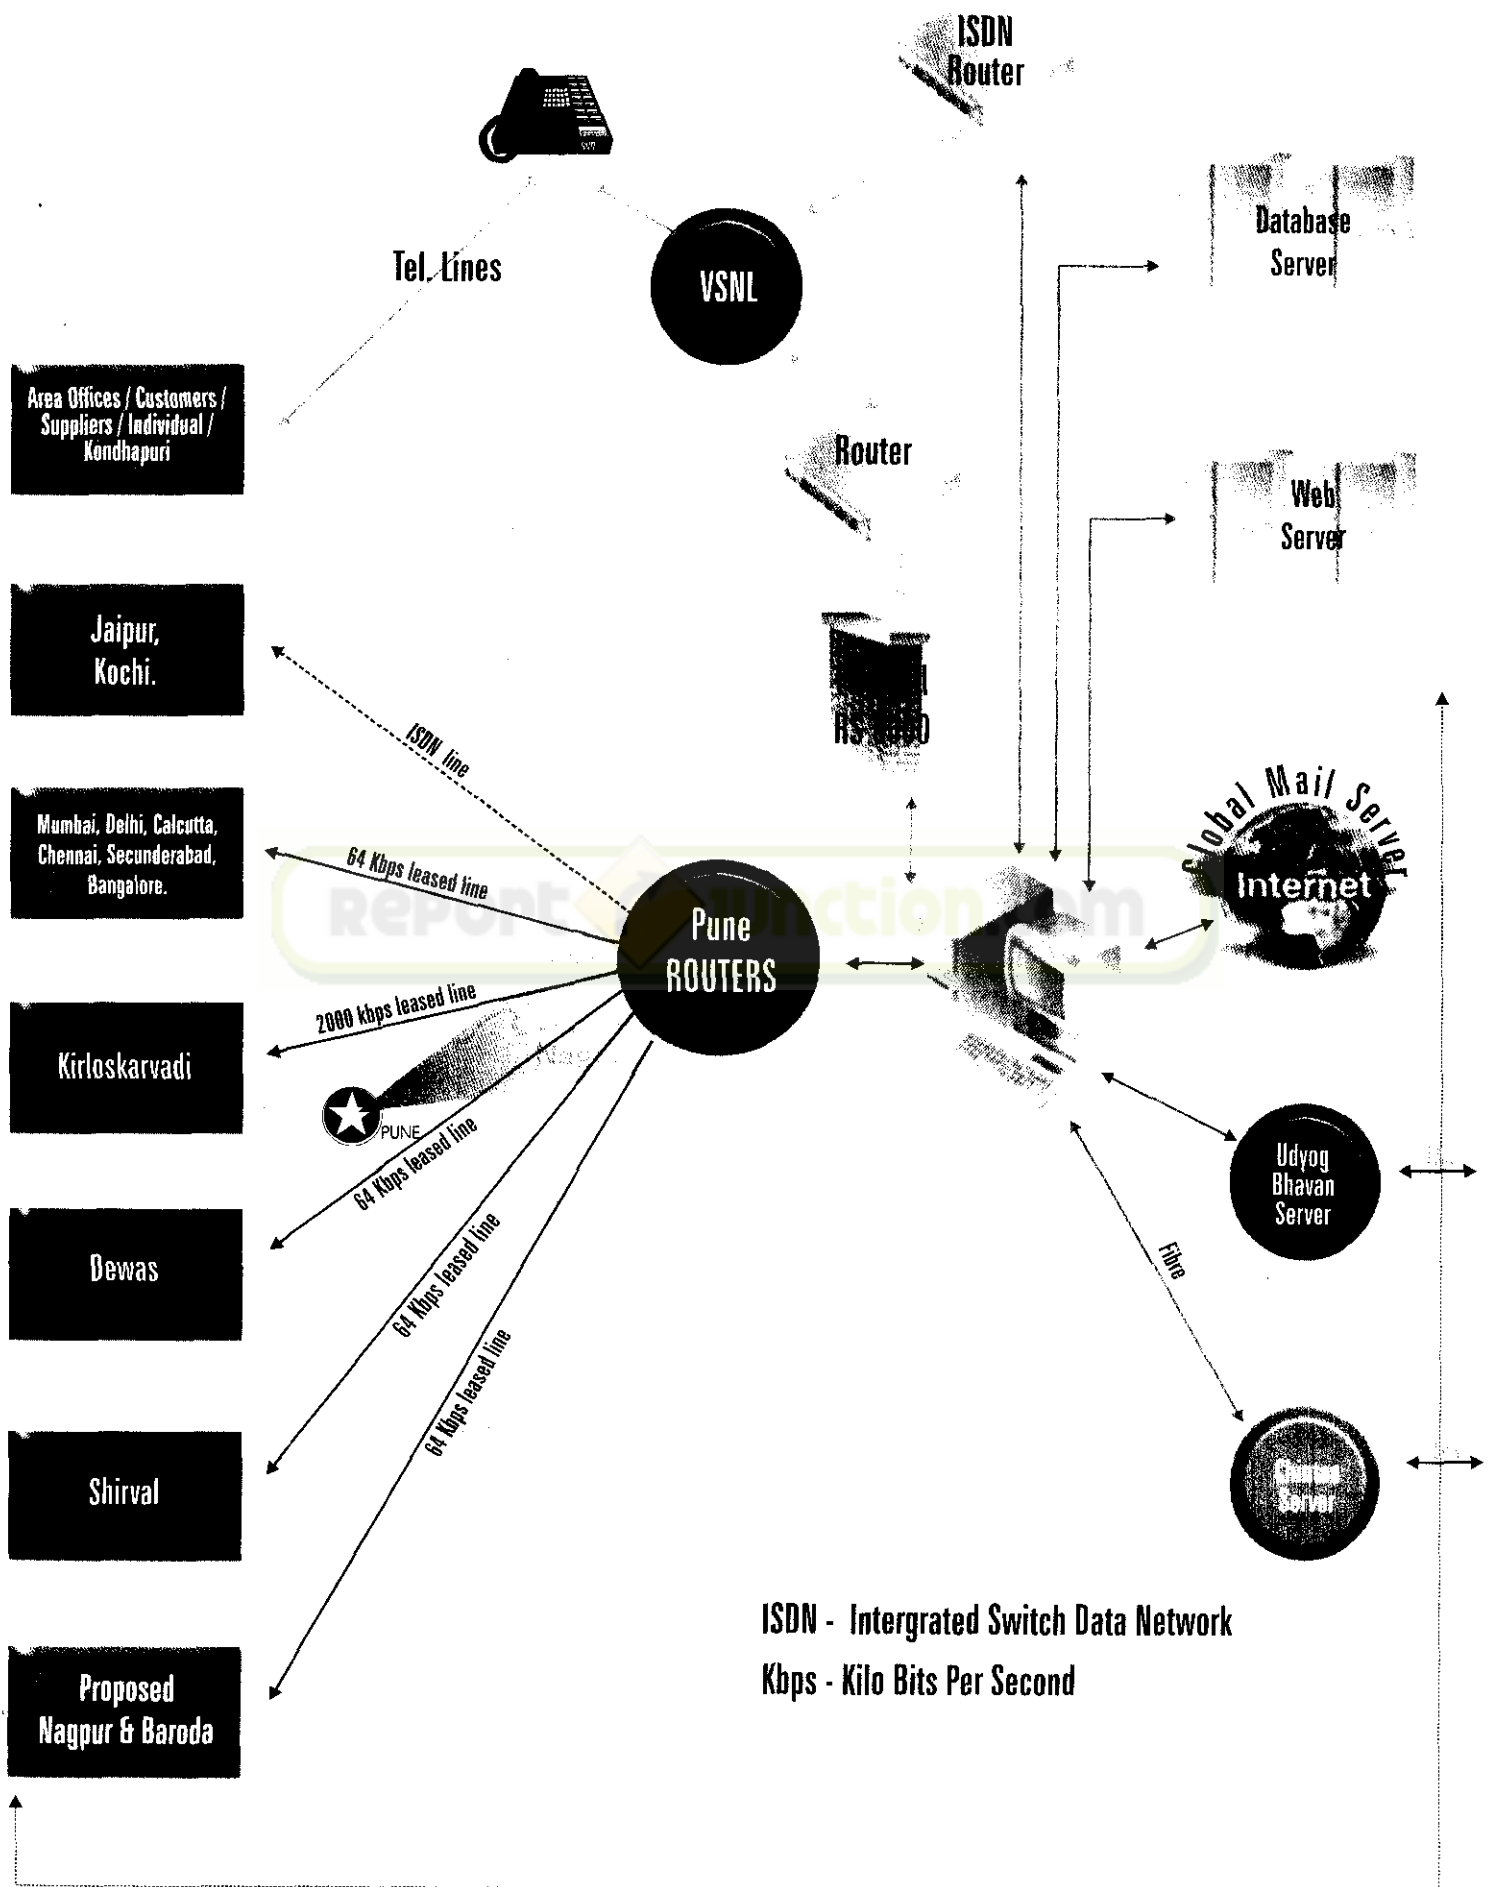 ISDN
Router
Tel. Lines
VSNL
Database
Server
Area Offices / Customers /
Suppliers / Individual /
Kondhapuri
Router
Web
Server
Jaipur,
Kochi.
ISDN line
Global Mail Server
Internet
Mumbai, Delhi, Calcutta,
Chennai, Secunderabad,
Bangalore.
64 Kbps leased line
Pune
ROUTERS
2000 kbps leased line
Kirloskarvadi
PUNE
64 Kbps leased line
Udyog
Bhavan
Server
Dewas
64 Kbps leased line
Fibre
64 Kbps leased line
Shirval
Server
ISDN - Intergrated Switch Data Network
Kbps - Kilo Bits Per Second
Proposed
Nagpur & Baroda